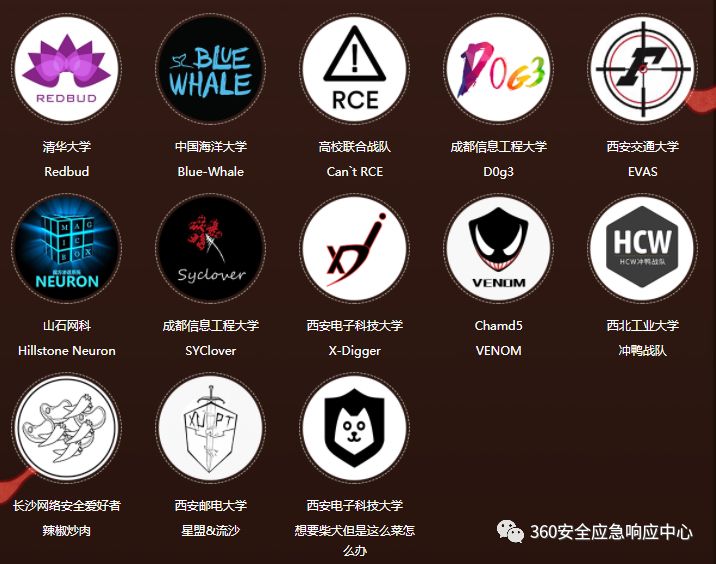 REDBUD
BLUE
WHALE
RCE
D0g3
F
清华大学
中国海洋大学
高校联合战队
成都信息工程大学
西安交通大学
Redbud
Blue-Whale
Can`t RCE
D0g3
EVAS
MAGIC
BOX
NEURON
Syclover
XD
VENOM
HCW
HCW冲鸭战队
山石网科
成都信息工程大学
西安电子科技大学
Chamd5
西北工业大学
Hillstone Neuron
SYClover
X-Digger
VENOM
冲鸭战队
XUPT
长沙网络安全爱好者
西安邮电大学
西安电子科技大学
辣椒炒肉
星盟&流沙
想要柴犬但是这么菜怎
么办
360安全应急响应中心